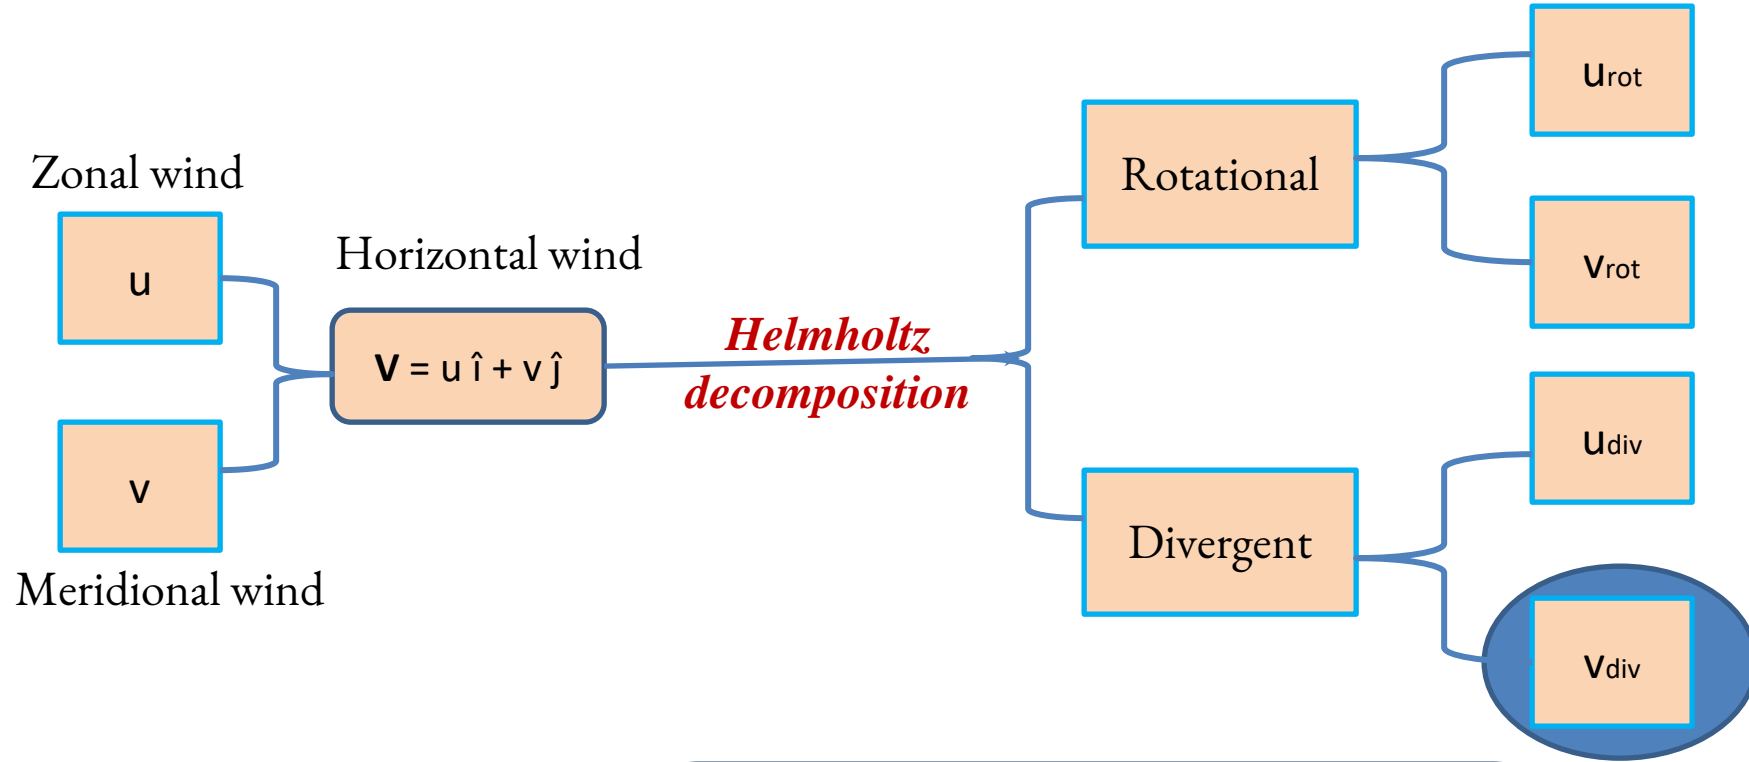 Zonal wind
u
v
Meridional wind
Horizontal wind
V = u î + v ĵ
Helmholtz
decomposition
Rotational
Divergent
urot
vrot
udiv
vdiv